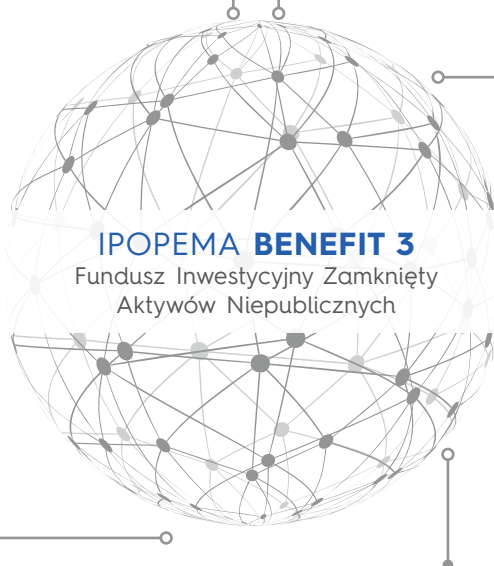 IPOPEMA BENEFIT 3
Fundusz Inwestycyjny Zamknięty
Aktywów Niepublicznych